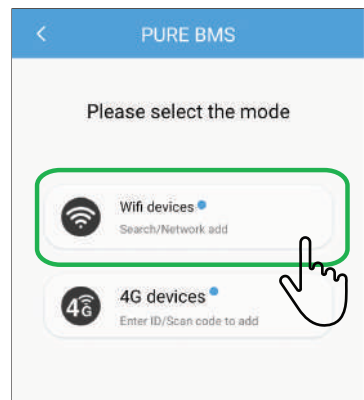 PURE BMS
Please select the mode
Wifi devices
Search/Network add
4G
4G devices
Enter ID/Scan code to add